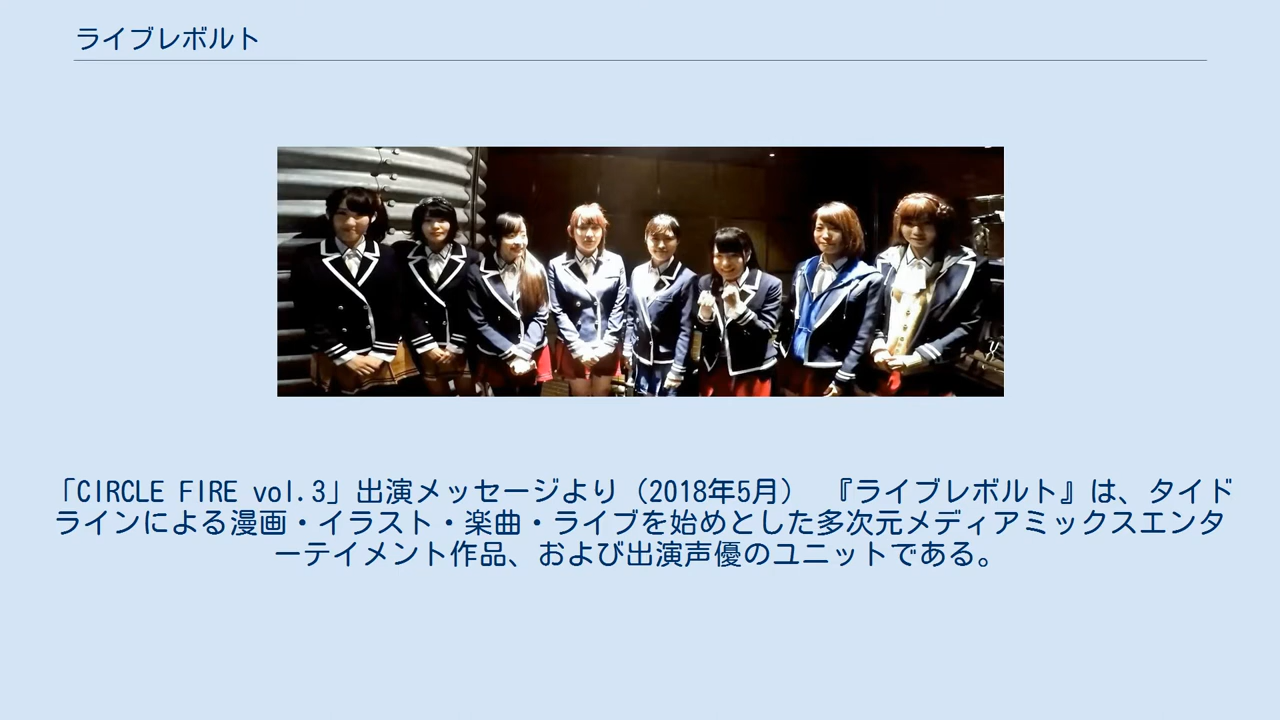 ライブレボルト
「CIRCLE FIRE vol.3」出演メッセージより（2018年5月）　『ライブレボルト』は、タイド
ラインによる漫画・イラスト・楽曲・ライブを始めとした多次元メディアミックスエンタ
ーテイメント作品、および出演声優のユニットである。